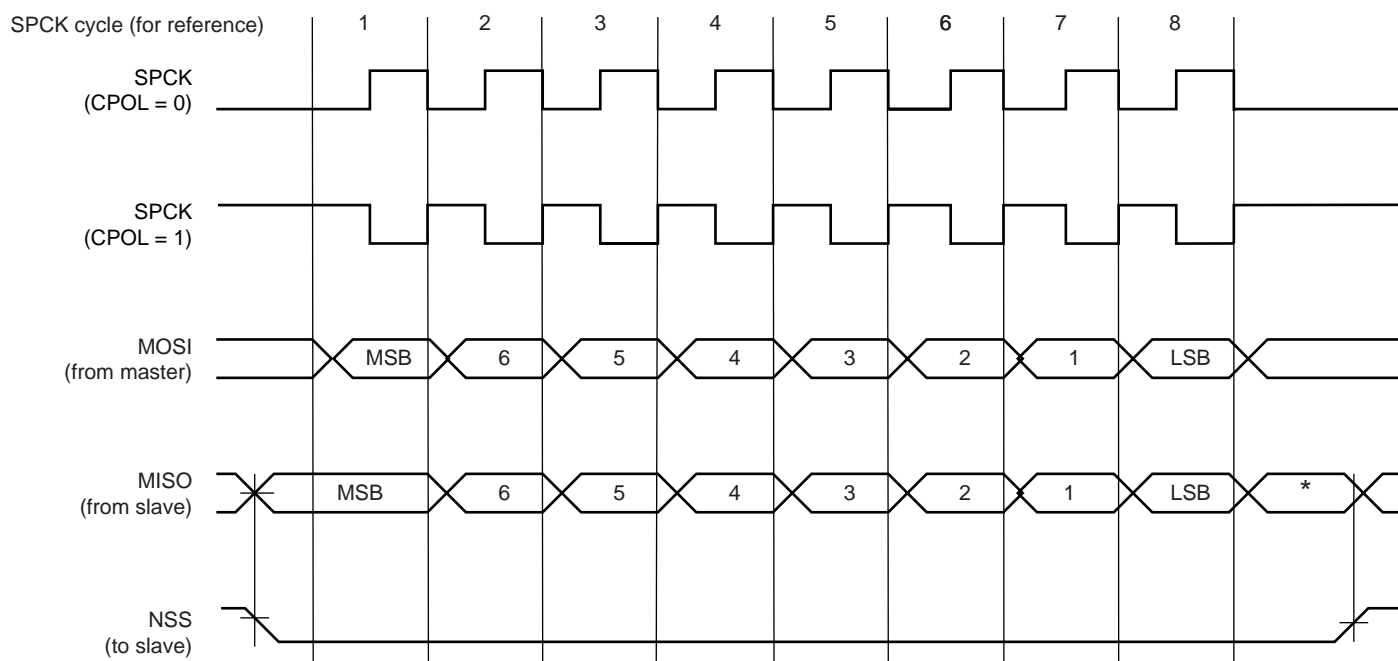 SPCK cycle (for reference) 1 2 3 4 5 6 7 8
SPCK
(CPOL = 0)
SPCK
(CPOL = 1)
MOSI
(from master)
MSB 6 5 4 3 2 1 LSB
MISO
(from slave)
MSB 6 5 4 3 2 1 LSB *
NSS
(to slave)